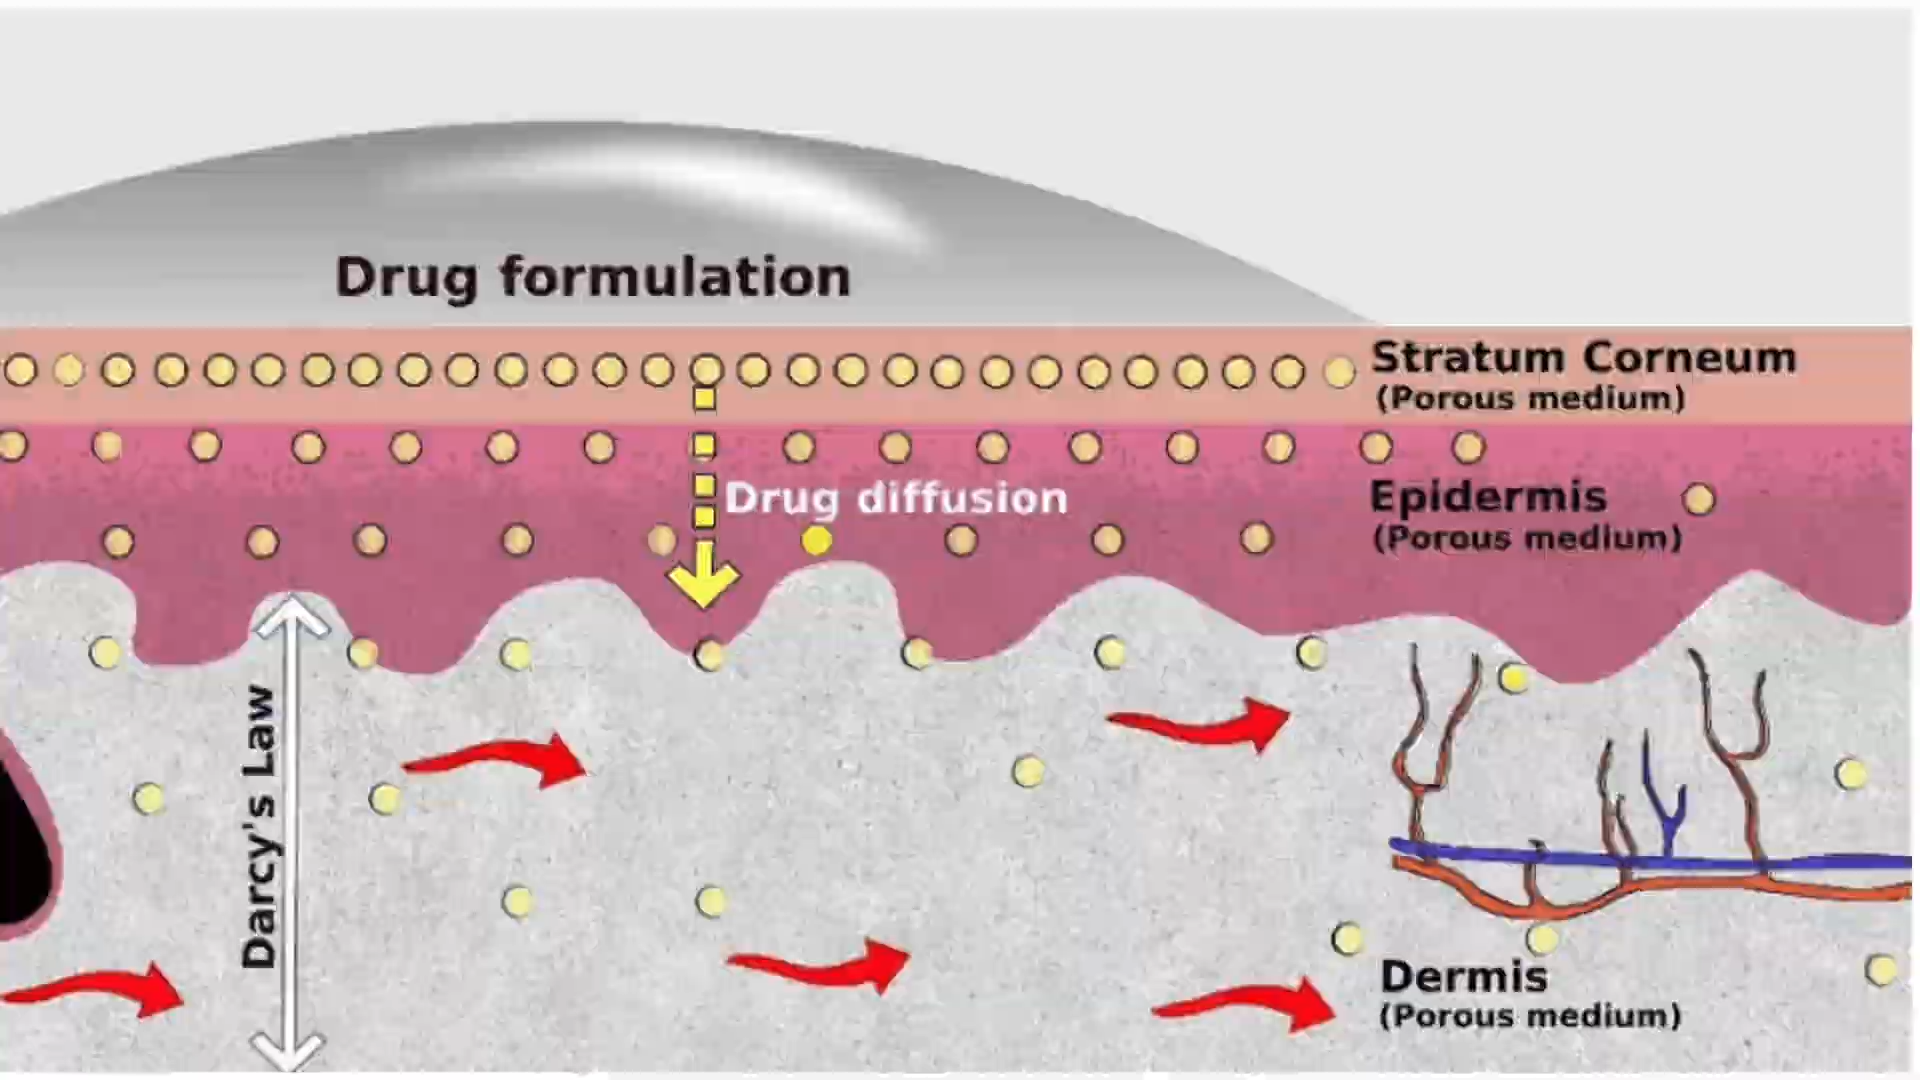 Drug formulation
Stratum Corneum
(Porous medium)
Drug diffusion
Epidermis
(Porous medium)
Darcy's Law
Dermis
(Porous medium)